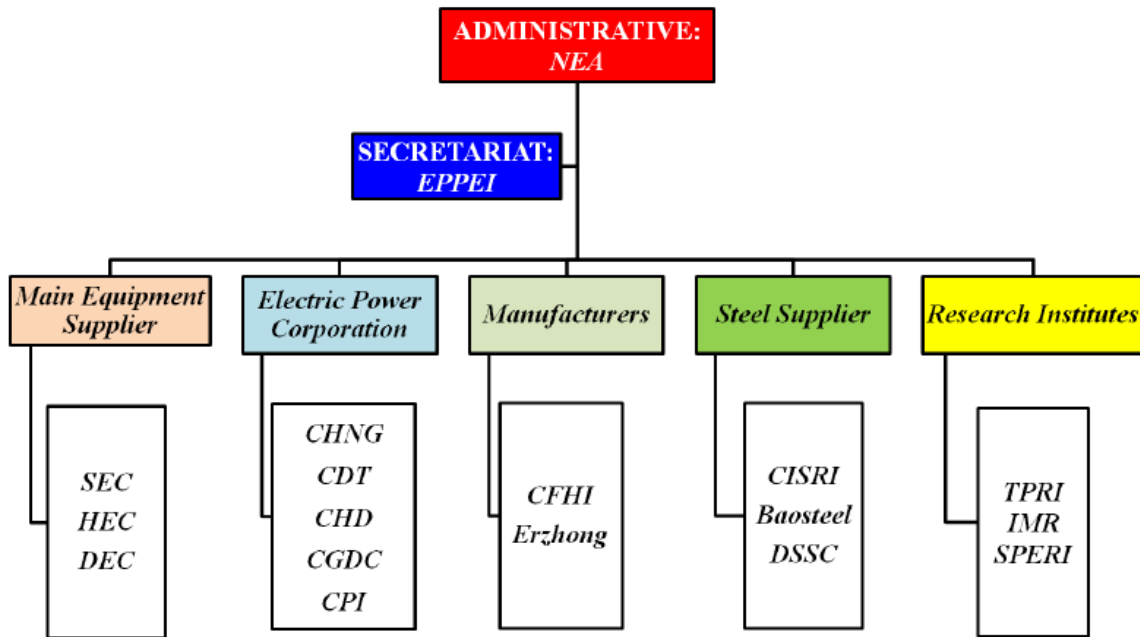 ADMINISTRATIVE:
NEA
SECRETARIAT:
EPPEI
Main Equipment
Supplier
Electric Power
Corporation
Manufacturers
Steel Supplier
Research Institutes
SEC
HEC
DEC
CHNG
CDT
CHD
CGDC
CPI
CFHI
Erzhong
CISRI
Baosteel
DSSC
TPRI
IMR
SPERI